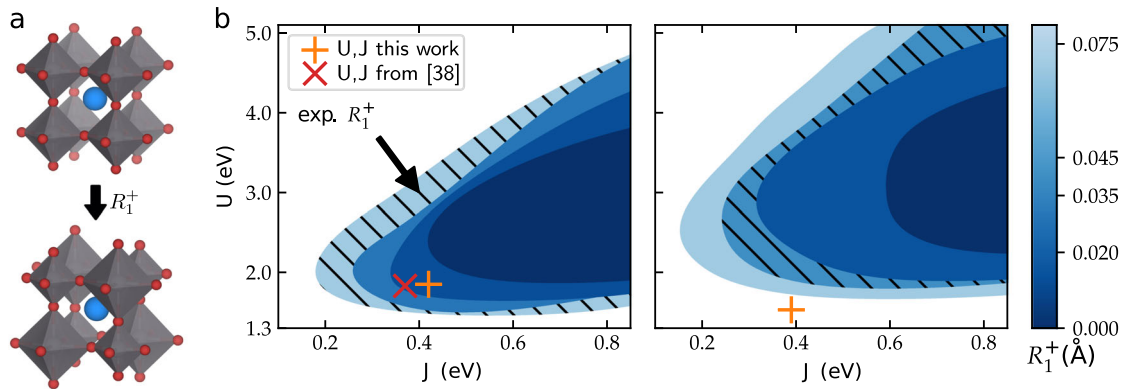 a
R₁⁺
b
U,J this work
U,J from [38]
exp. R₁⁺
5.0
4.0
3.0
2.0
1.3
U (eV)
0.2 0.4 0.6 0.8
J (eV)
0.2 0.4 0.6 0.8
J (eV)
0.075
0.045
0.035
0.020
0.000
R₁⁺(Å)